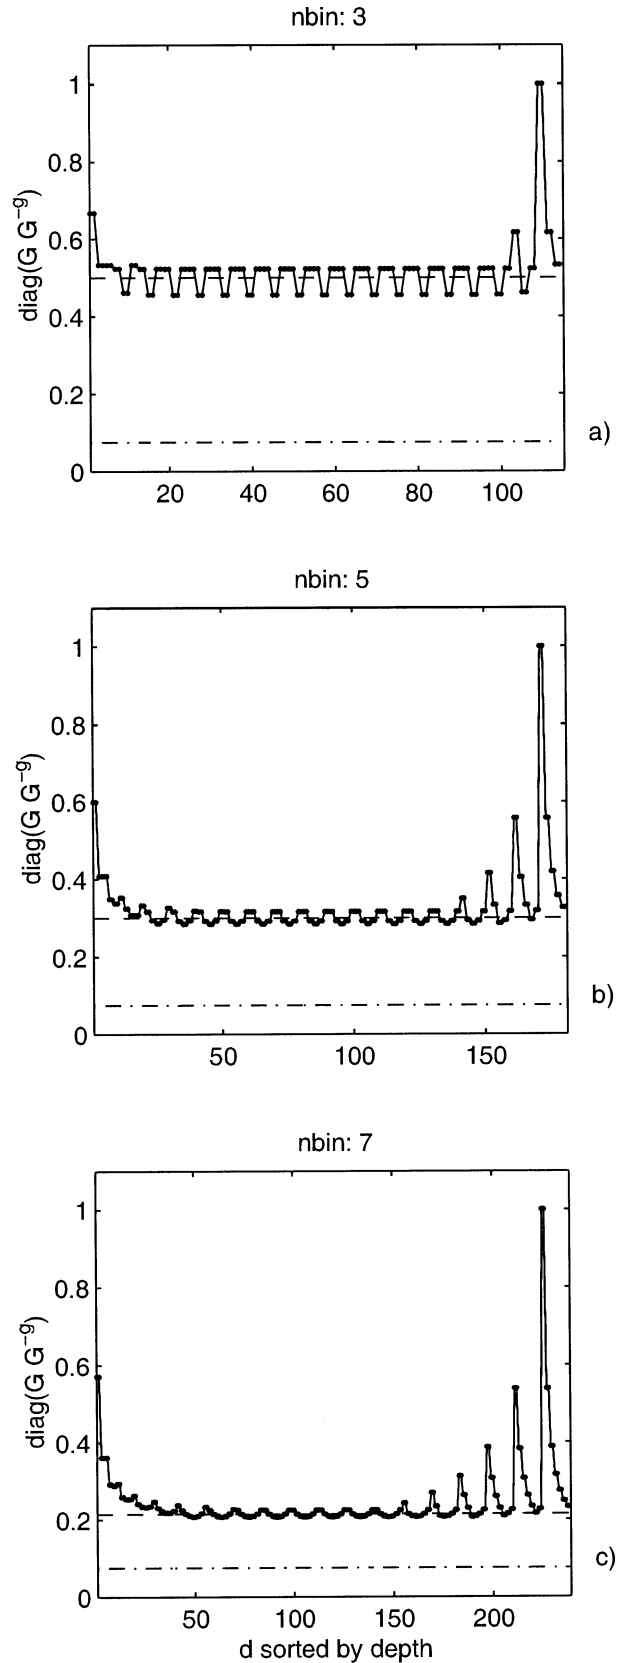 nbin: 3
1
0.8
0.6
0.4
0.2
0
diag(G G⁻ᵍ)
20 40 60 80 100
a)
nbin: 5
1
0.8
0.6
0.4
0.2
0
diag(G G⁻ᵍ)
50 100 150
b)
nbin: 7
1
0.8
0.6
0.4
0.2
0
diag(G G⁻ᵍ)
50 100 150 200
d sorted by depth
c)